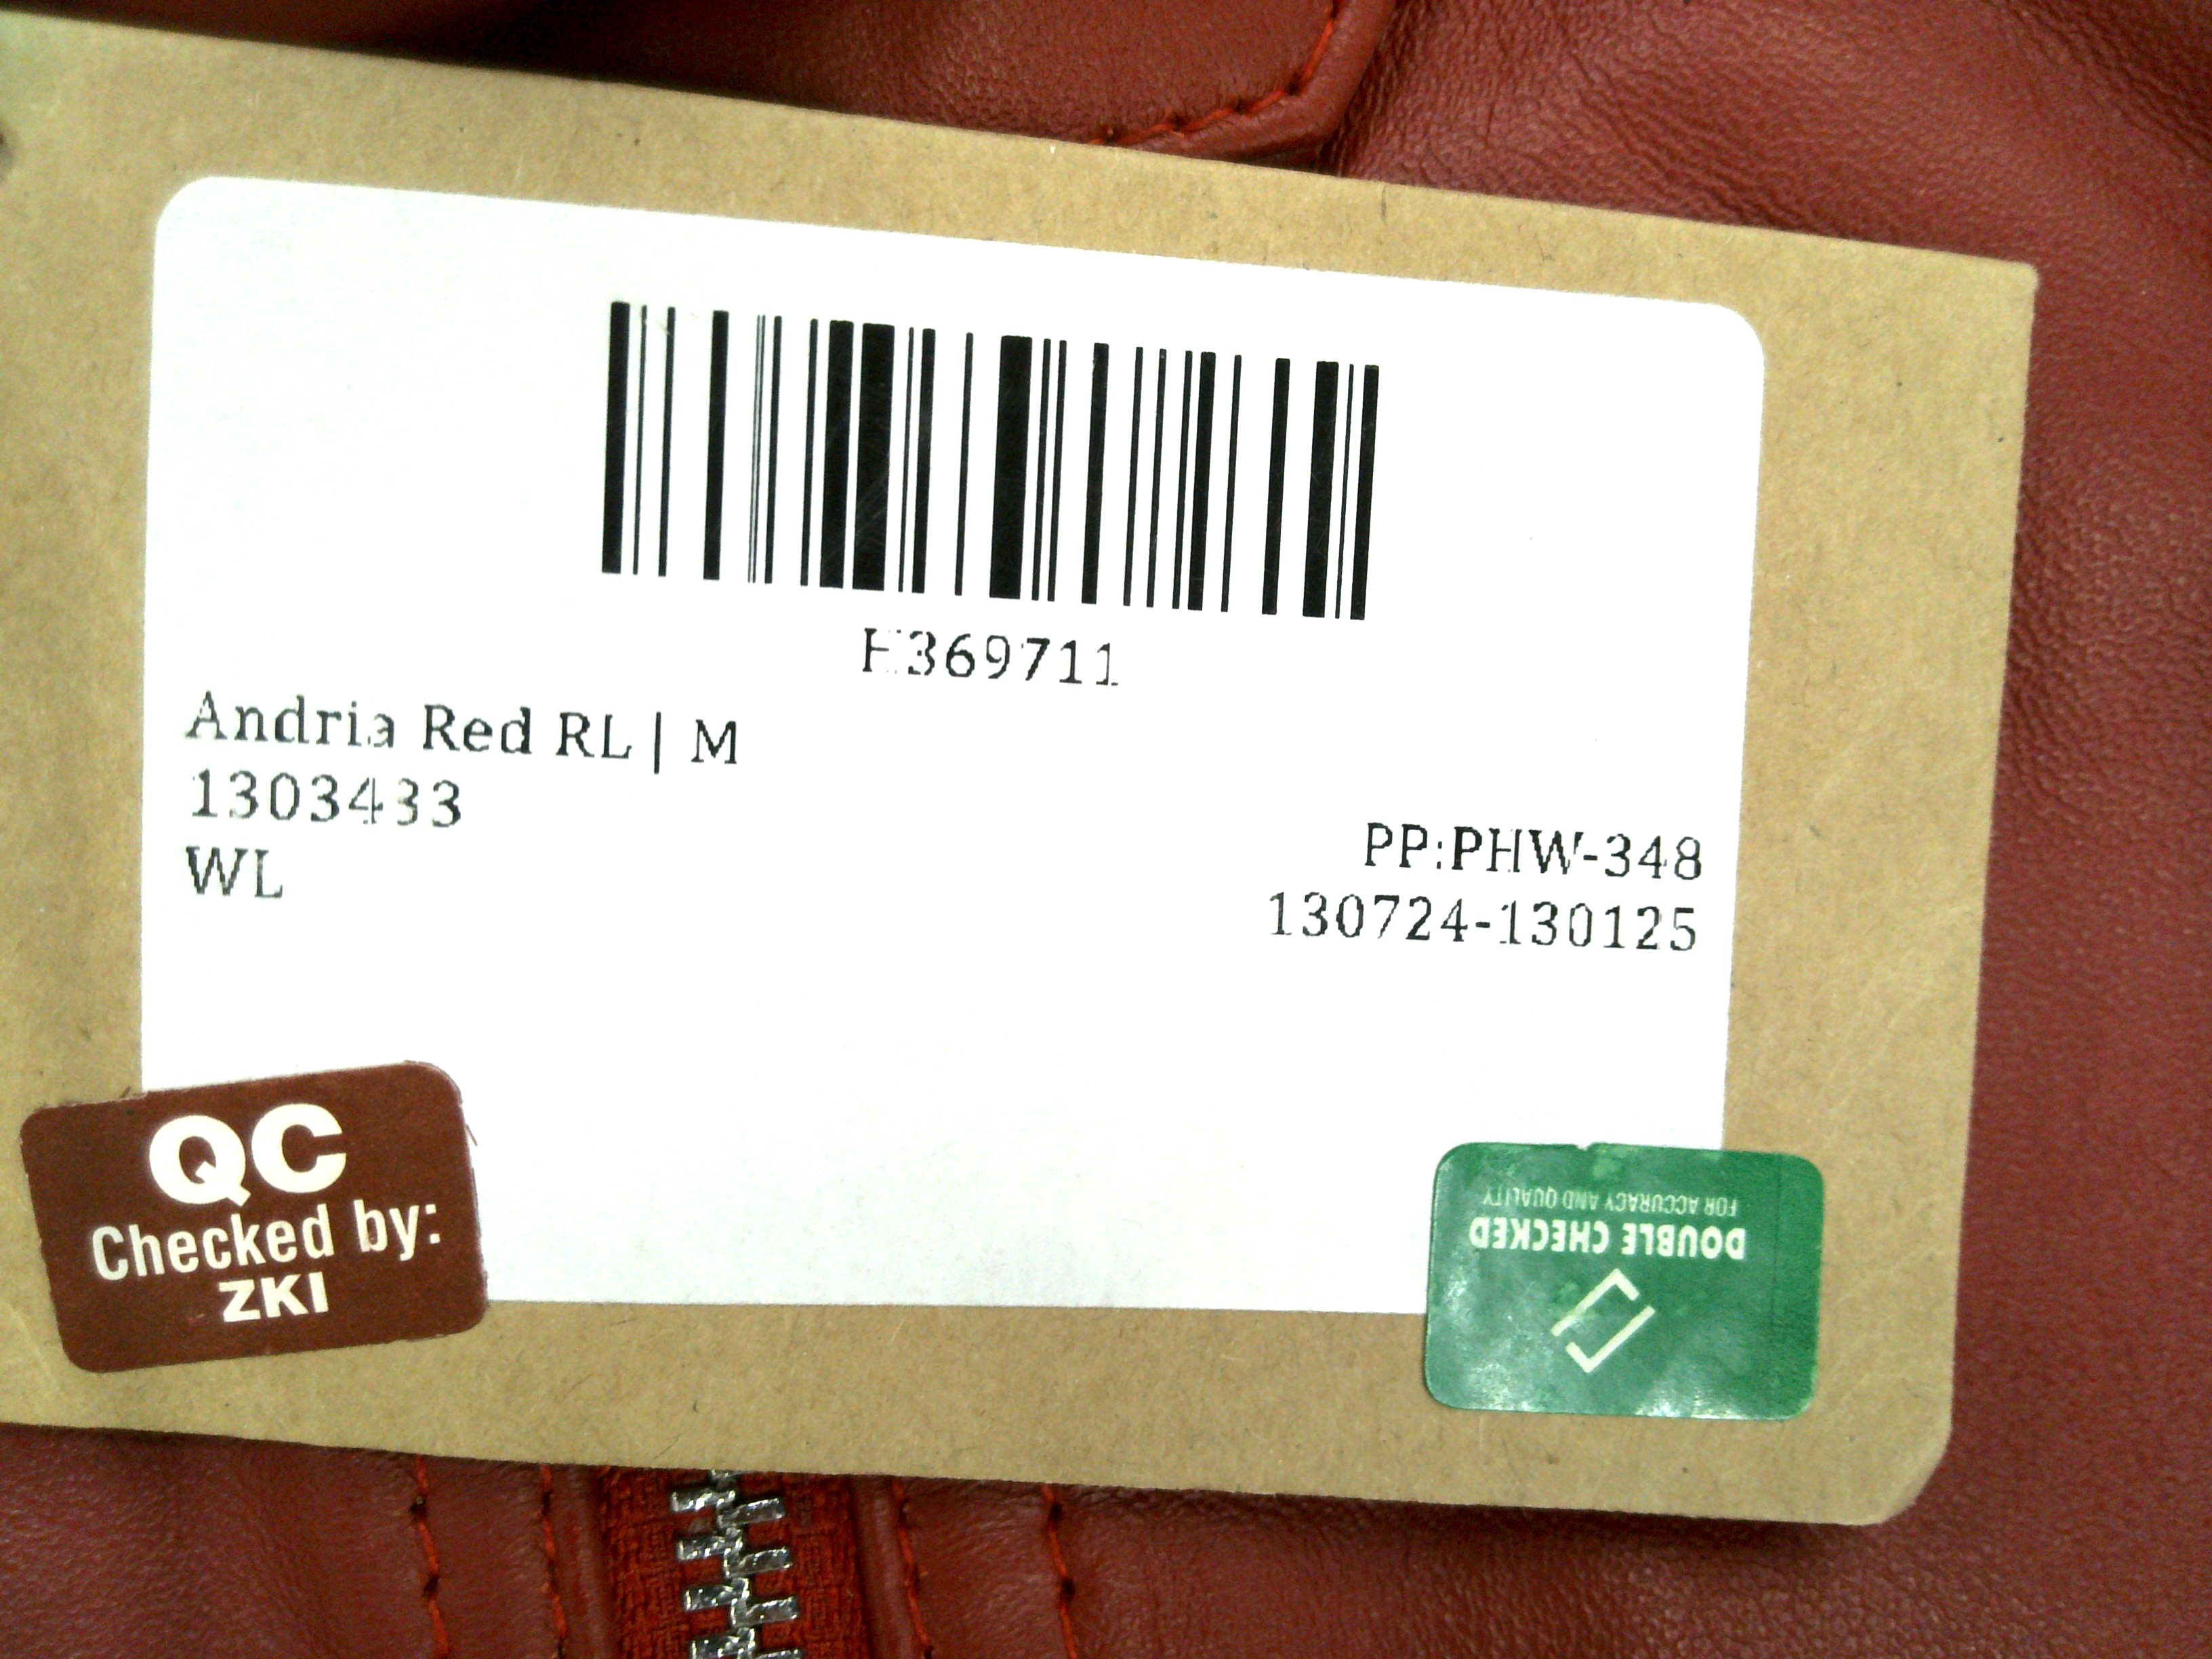 H369711
Andria Red RL | M
1303433
WL
PP:PHW-348
130724-130125
QC
Checked by:
ZKI
DOUBLE CHECKED
FOR ACCURACY AND QUALITY